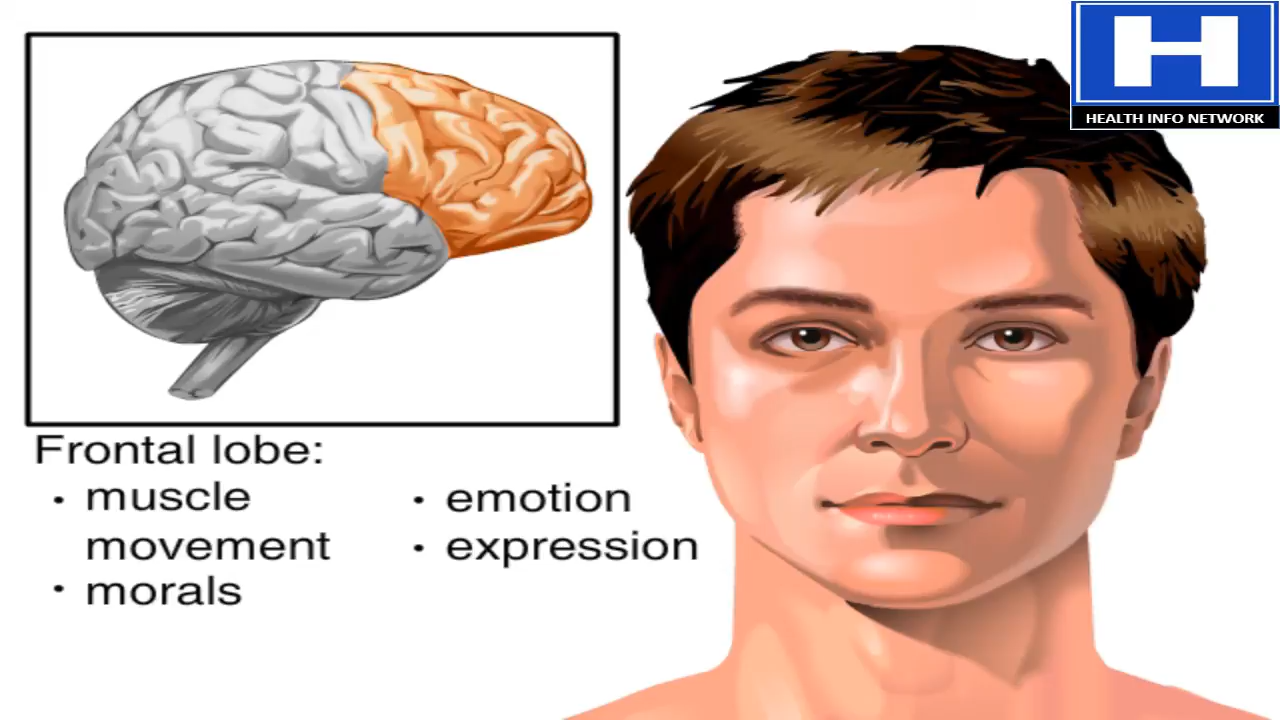 H
HEALTH INFO NETWORK
Frontal lobe:
• muscle
movement
• morals
• emotion
• expression